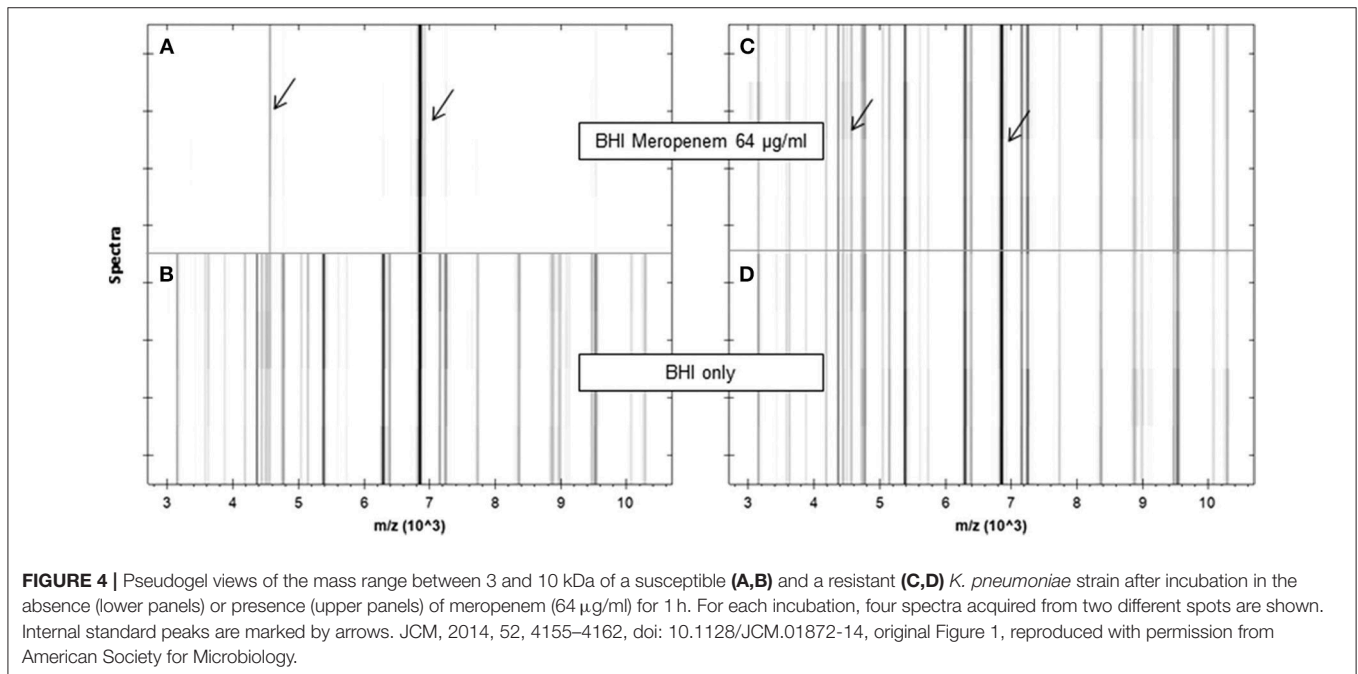 A
C
BHI Meropenem 64 µg/ml
Spectra
B
D
BHI only
3 4 5 6 7 8 9 10
3 4 5 6 7 8 9 10
m/z (10^3)
m/z (10^3)
FIGURE 4 | Pseudogel views of the mass range between 3 and 10 kDa of a susceptible (A,B) and a resistant (C,D) K. pneumoniae strain after incubation in the
absence (lower panels) or presence (upper panels) of meropenem (64 µg/ml) for 1 h. For each incubation, four spectra acquired from two different spots are shown.
Internal standard peaks are marked by arrows. JCM, 2014, 52, 4155–4162, doi: 10.1128/JCM.01872-14, original Figure 1, reproduced with permission from
American Society for Microbiology.